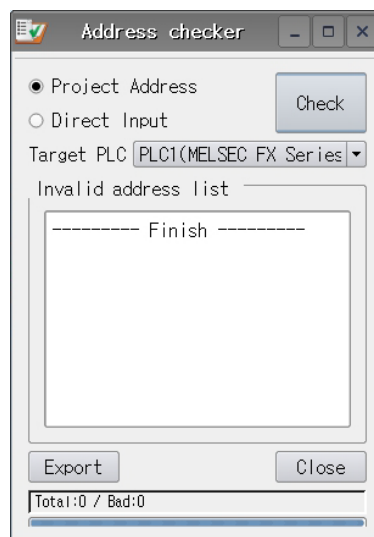 Address checker
Project Address
Direct Input
Check
Target PLC PLC1(MELSEC FX Series
Invalid address list
--------- Finish ---------
Export
Close
Total:0 / Bad:0